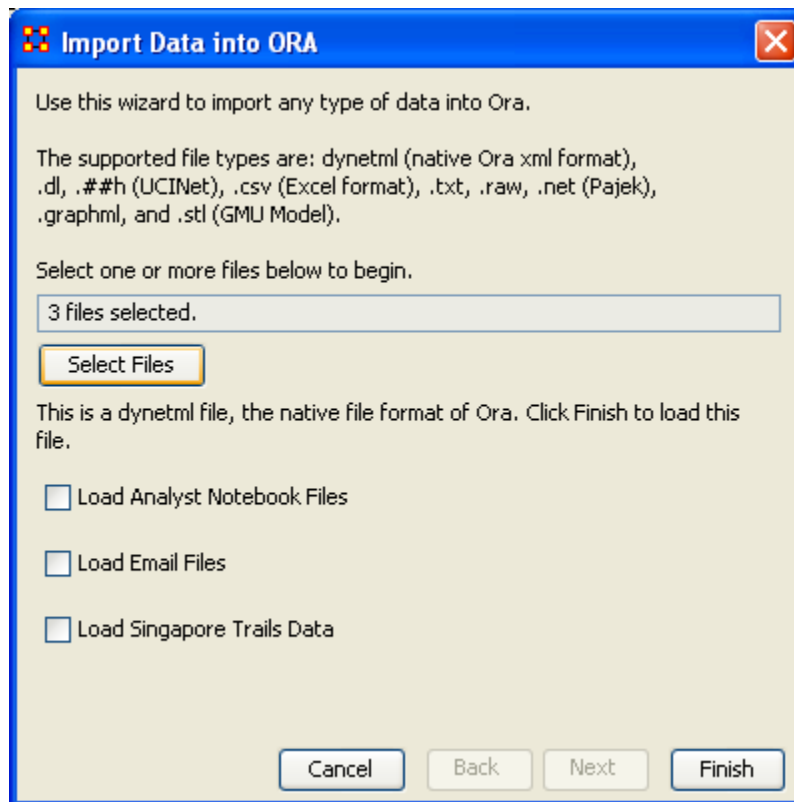 Import Data into ORA
Use this wizard to import any type of data into Ora.
The supported file types are: dynetml (native Ora xml format),
.dl, .##h (UCINet), .csv (Excel format), .txt, .raw, .net (Pajek),
.graphml, and .stl (GMU Model).
Select one or more files below to begin.
3 files selected.
Select Files
This is a dynetml file, the native file format of Ora. Click Finish to load this
file.
Load Analyst Notebook Files
Load Email Files
Load Singapore Trails Data
Cancel Back Next Finish